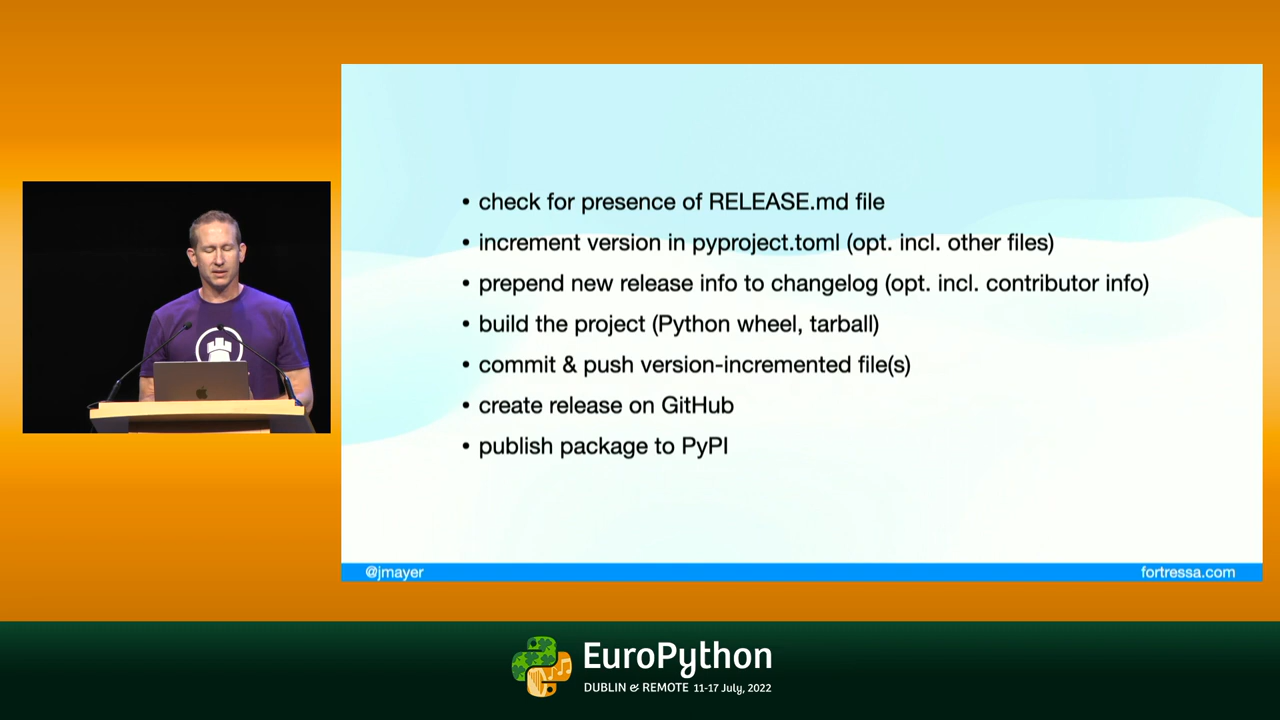 • check for presence of RELEASE.md file
• increment version in pyproject.toml (opt. incl. other files)
• prepend new release info to changelog (opt. incl. contributor info)
• build the project (Python wheel, tarball)
• commit & push version-incremented file(s)
• create release on GitHub
• publish package to PyPI
@jmayer
fortressa.com
EuroPython
DUBLIN & REMOTE 11-17 July, 2022